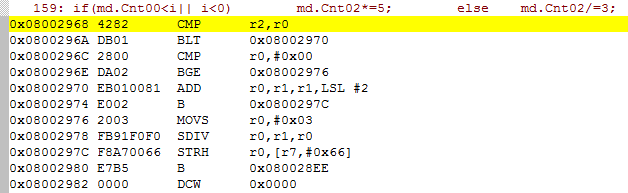 159: if(md.Cnt00<i|| i<0) md.Cnt02*=5; else md.Cnt02/=3;
0x08002968 4282 CMP r2,r0
0x0800296A DB01 BLT 0x08002970
0x0800296C 2800 CMP r0,#0x00
0x0800296E DA02 BGE 0x08002976
0x08002970 EB010081 ADD r0,r1,r1,LSL #2
0x08002974 E002 B 0x0800297C
0x08002976 2003 MOVS r0,#0x03
0x08002978 FB91F0F0 SDIV r0,r1,r0
0x0800297C F8A70066 STRH r0,[r7,#0x66]
0x08002980 E7B5 B 0x080028EE
0x08002982 0000 DCW 0x0000